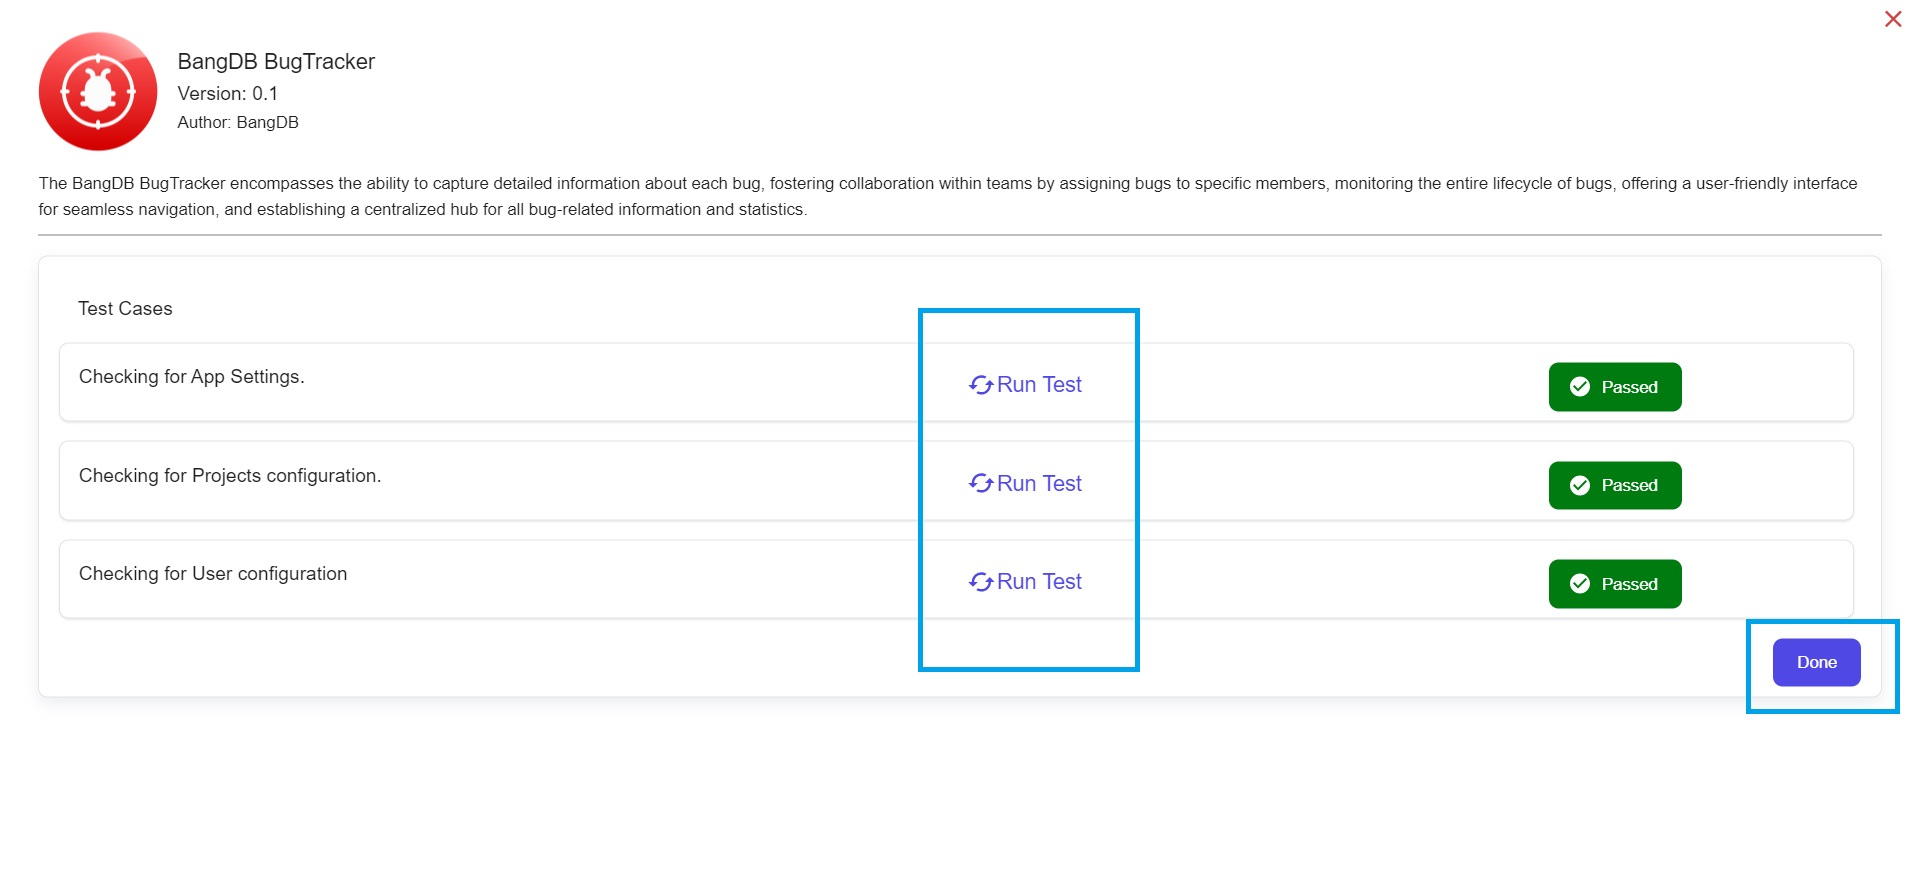 BangDB BugTracker
Version: 0.1
Author: BangDB
The BangDB BugTracker encompasses the ability to capture detailed information about each bug, fostering collaboration within teams by assigning bugs to specific members, monitoring the entire lifecycle of bugs, offering a user-friendly interface
for seamless navigation, and establishing a centralized hub for all bug-related information and statistics.
Test Cases
Checking for App Settings. Run Test Passed
Checking for Projects configuration. Run Test Passed
Checking for User configuration Run Test Passed
Done